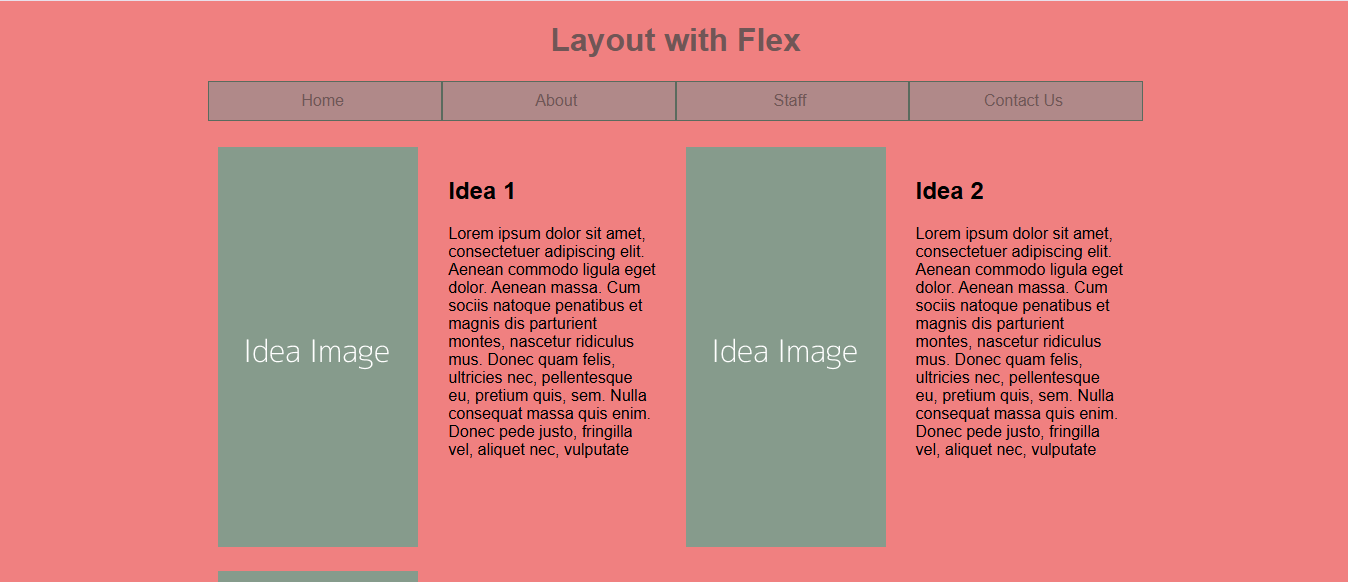 Layout with Flex
Home About Staff Contact Us
Idea Image
Idea 1
Lorem ipsum dolor sit amet,
consectetuer adipiscing elit.
Aenean commodo ligula eget
dolor. Aenean massa. Cum
sociis natoque penatibus et
magnis dis parturient
montes, nascetur ridiculus
mus. Donec quam felis,
ultricies nec, pellentesque
eu, pretium quis, sem. Nulla
consequat massa quis enim.
Donec pede justo, fringilla
vel, aliquet nec, vulputate
Idea Image
Idea 2
Lorem ipsum dolor sit amet,
consectetuer adipiscing elit.
Aenean commodo ligula eget
dolor. Aenean massa. Cum
sociis natoque penatibus et
magnis dis parturient
montes, nascetur ridiculus
mus. Donec quam felis,
ultricies nec, pellentesque
eu, pretium quis, sem. Nulla
consequat massa quis enim.
Donec pede justo, fringilla
vel, aliquet nec, vulputate